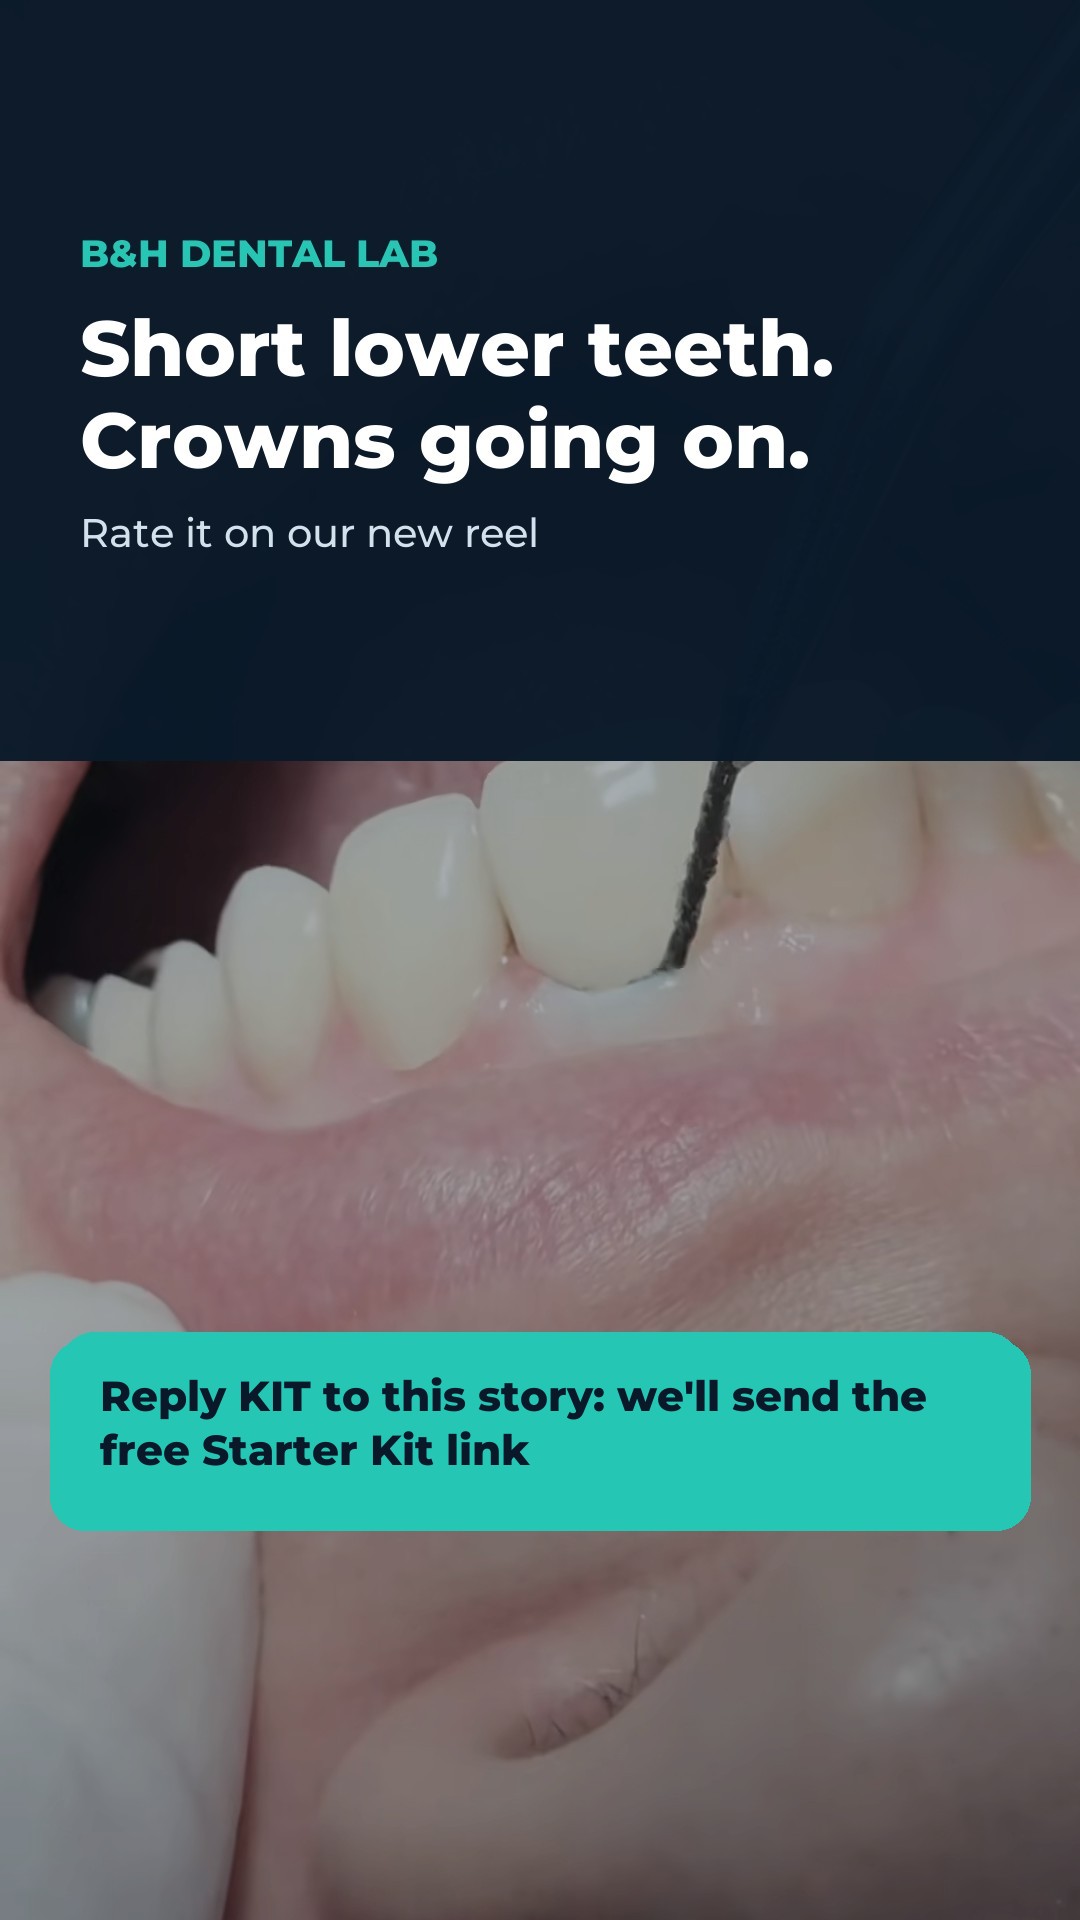 B&H DENTAL LAB
Short lower teeth.
Crowns going on.
Rate it on our new reel
Reply KIT to this story: we'll send the
free Starter Kit link